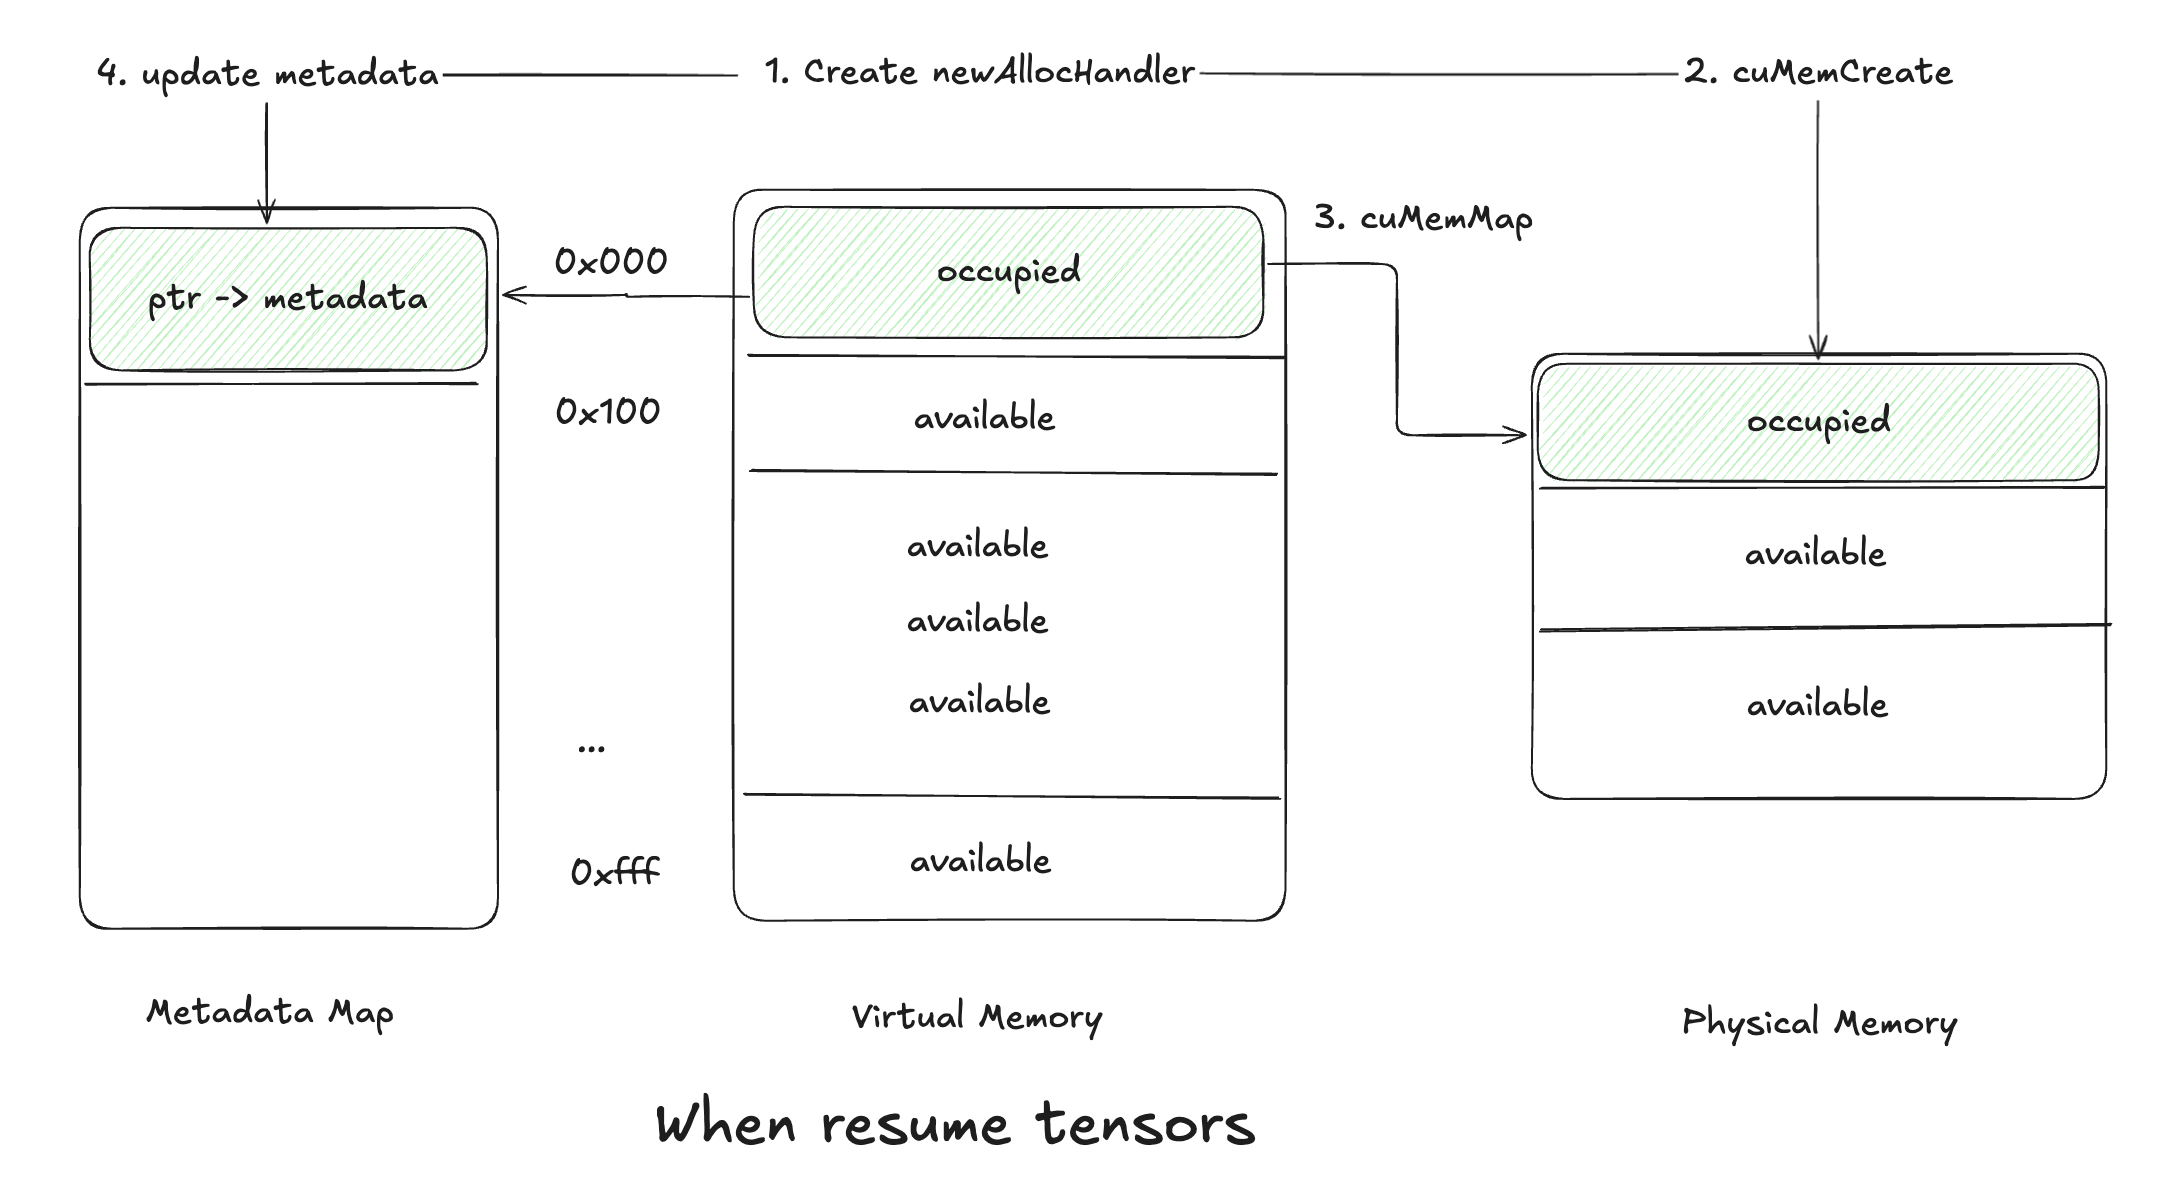 4. update metadata
1. Create newAllocHandler
2. cuMemCreate
ptr -> metadata
0x000
occupied
3. cuMemMap
0x100
available
occupied
available
available
available
available
available
...
0xfff
available
Metadata Map
Virtual Memory
Physical Memory
When resume tensors